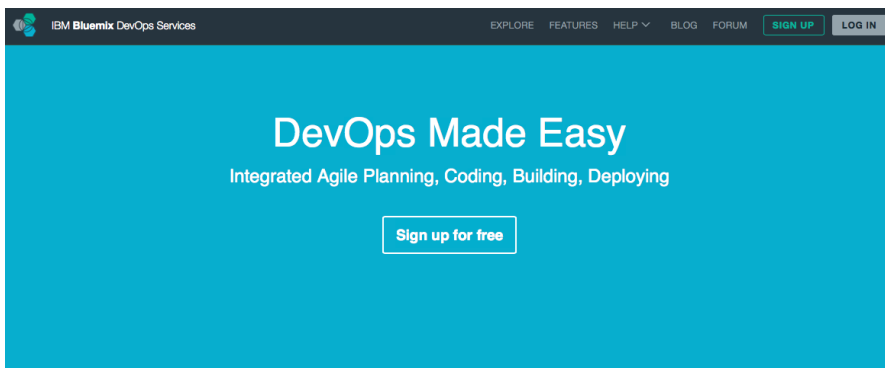 IBM Bluemix DevOps Services EXPLORE FEATURES HELP BLOG FORUM SIGN UP LOG IN
DevOps Made Easy
Integrated Agile Planning, Coding, Building, Deploying
Sign up for free